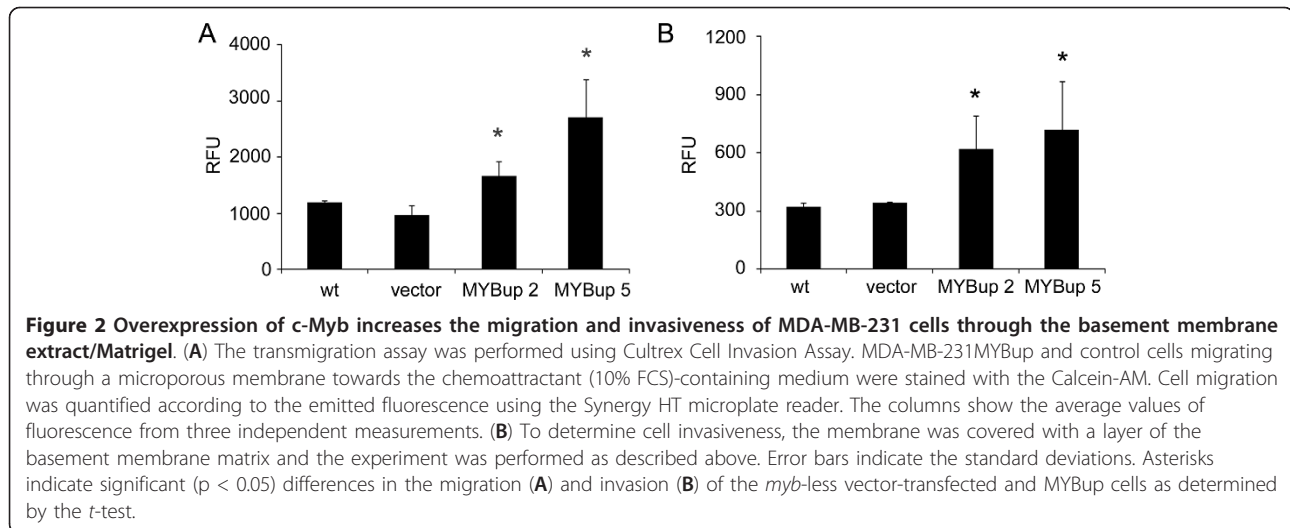 A
B
4000
3000
2000
1000
0
RFU
*
*
wt vector MYBup 2 MYBup 5
1200
900
600
300
0
RFU
*
*
wt vector MYBup 2 MYBup 5
Figure 2 Overexpression of c-Myb increases the migration and invasiveness of MDA-MB-231 cells through the basement membrane
extract/Matrigel. (A) The transmigration assay was performed using Cultrex Cell Invasion Assay. MDA-MB-231MYBup and control cells migrating
through a microporous membrane towards the chemoattractant (10% FCS)-containing medium were stained with the Calcein-AM. Cell migration
was quantified according to the emitted fluorescence using the Synergy HT microplate reader. The columns show the average values of
fluorescence from three independent measurements. (B) To determine cell invasiveness, the membrane was covered with a layer of the
basement membrane matrix and the experiment was performed as described above. Error bars indicate the standard deviations. Asterisks
indicate significant (p < 0.05) differences in the migration (A) and invasion (B) of the myb-less vector-transfected and MYBup cells as determined
by the t-test.